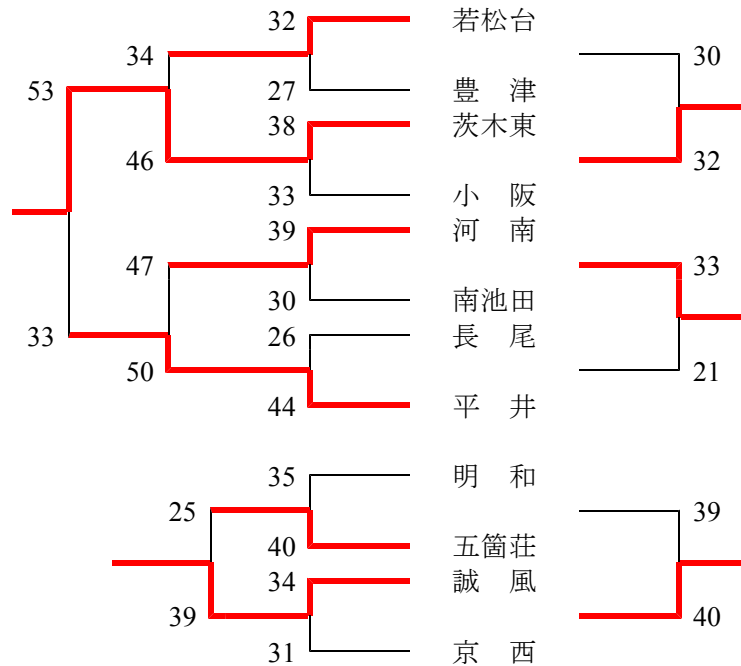 32 若松台
34 30
53 27 豊　津
38 茨木東
46 32
33 小　阪
39 河　南
47 33
30 南池田
33 26 長　尾
50 21
44 平　井
35 明　和
25 39
40 五箇荘
34 誠　風
39 40
31 京　西